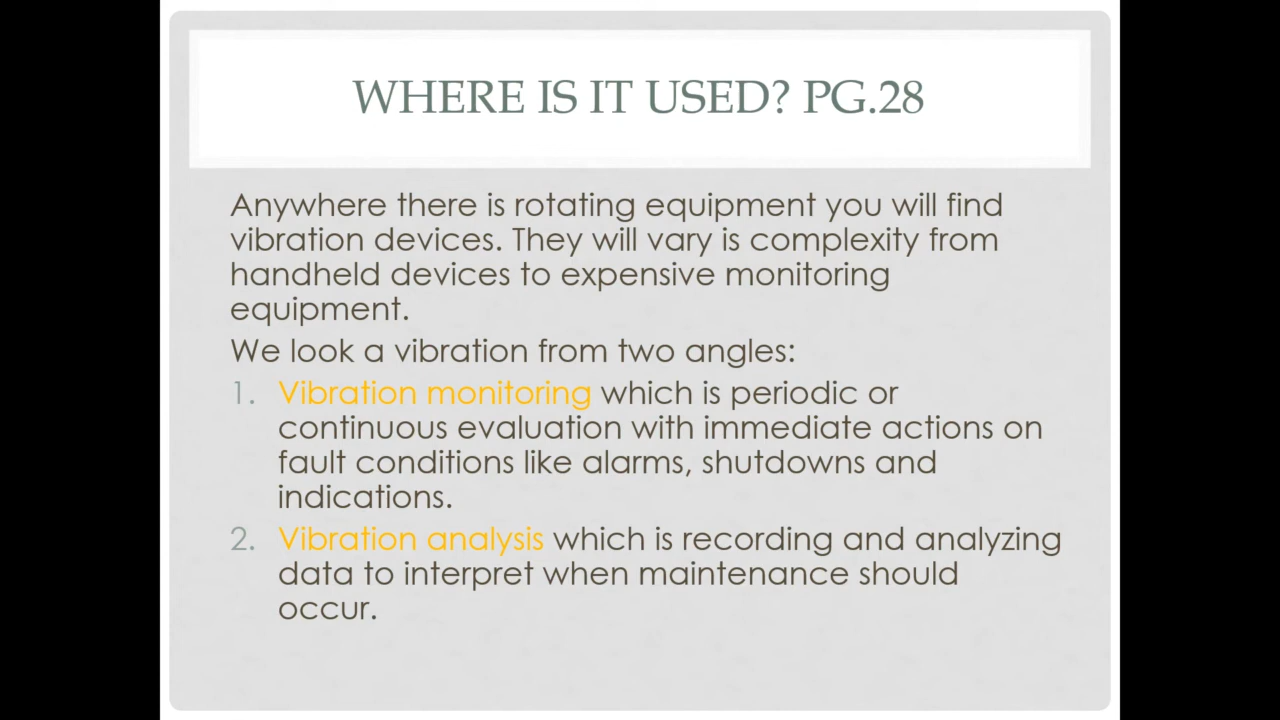 WHERE IS IT USED? PG.28
Anywhere there is rotating equipment you will find
vibration devices. They will vary is complexity from
handheld devices to expensive monitoring
equipment.
We look a vibration from two angles:
1. Vibration monitoring which is periodic or
continuous evaluation with immediate actions on
fault conditions like alarms, shutdowns and
indications.
2. Vibration analysis which is recording and analyzing
data to interpret when maintenance should
occur.